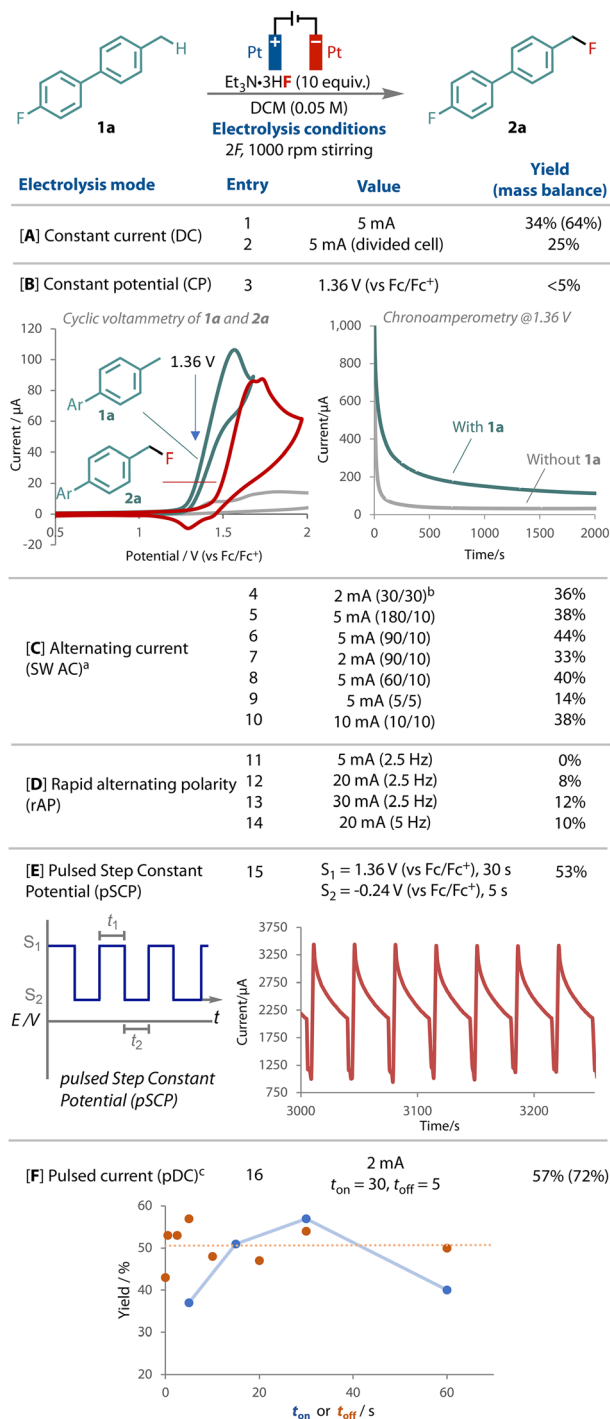 H
F
1a
Pt
+
−
Pt
Et₃N•3HF (10 equiv.)
DCM (0.05 M)
Electrolysis conditions
2F, 1000 rpm stirring
F
F
2a
Electrolysis mode Entry Value Yield (mass balance)
[A] Constant current (DC)
1 5 mA 34% (64%)
2 5 mA (divided cell) 25%
[B] Constant potential (CP) 3 1.36 V (vs Fc/Fc⁺) <5%
Cyclic voltammetry of 1a and 2a
Current / µA
120
100
80
60
40
20
0
-20
0.5 1 1.5 2
Potential / V (vs Fc/Fc⁺)
1.36 V
Ar
1a
F
Ar
2a
Chronoamperometry @1.36 V
Current/µA
1,000
800
600
400
200
0
0 500 1000 1500 2000
Time/s
With 1a
Without 1a
[C] Alternating current
(SW AC)ᵃ
4 2 mA (30/30)ᵇ 36%
5 5 mA (180/10) 38%
6 5 mA (90/10) 44%
7 2 mA (90/10) 33%
8 5 mA (60/10) 40%
9 5 mA (5/5) 14%
10 10 mA (10/10) 38%
[D] Rapid alternating polarity
(rAP)
11 5 mA (2.5 Hz) 0%
12 20 mA (2.5 Hz) 8%
13 30 mA (2.5 Hz) 12%
14 20 mA (5 Hz) 10%
[E] Pulsed Step Constant
Potential (pSCP)
15 S₁ = 1.36 V (vs Fc/Fc⁺), 30 s 53%
S₂ = -0.24 V (vs Fc/Fc⁺), 5 s
t₁
S₁
S₂
E /V
t
t₂
pulsed Step Constant
Potential (pSCP)
Current/µA
3750
3250
2750
2250
1750
1250
750
3000 3100 3200
Time/s
[F] Pulsed current (pDC)ᶜ 16 2 mA 57% (72%)
t_on = 30, t_off = 5
Yield / %
60
50
40
30
20
0 20 40 60
t_on or t_off / s